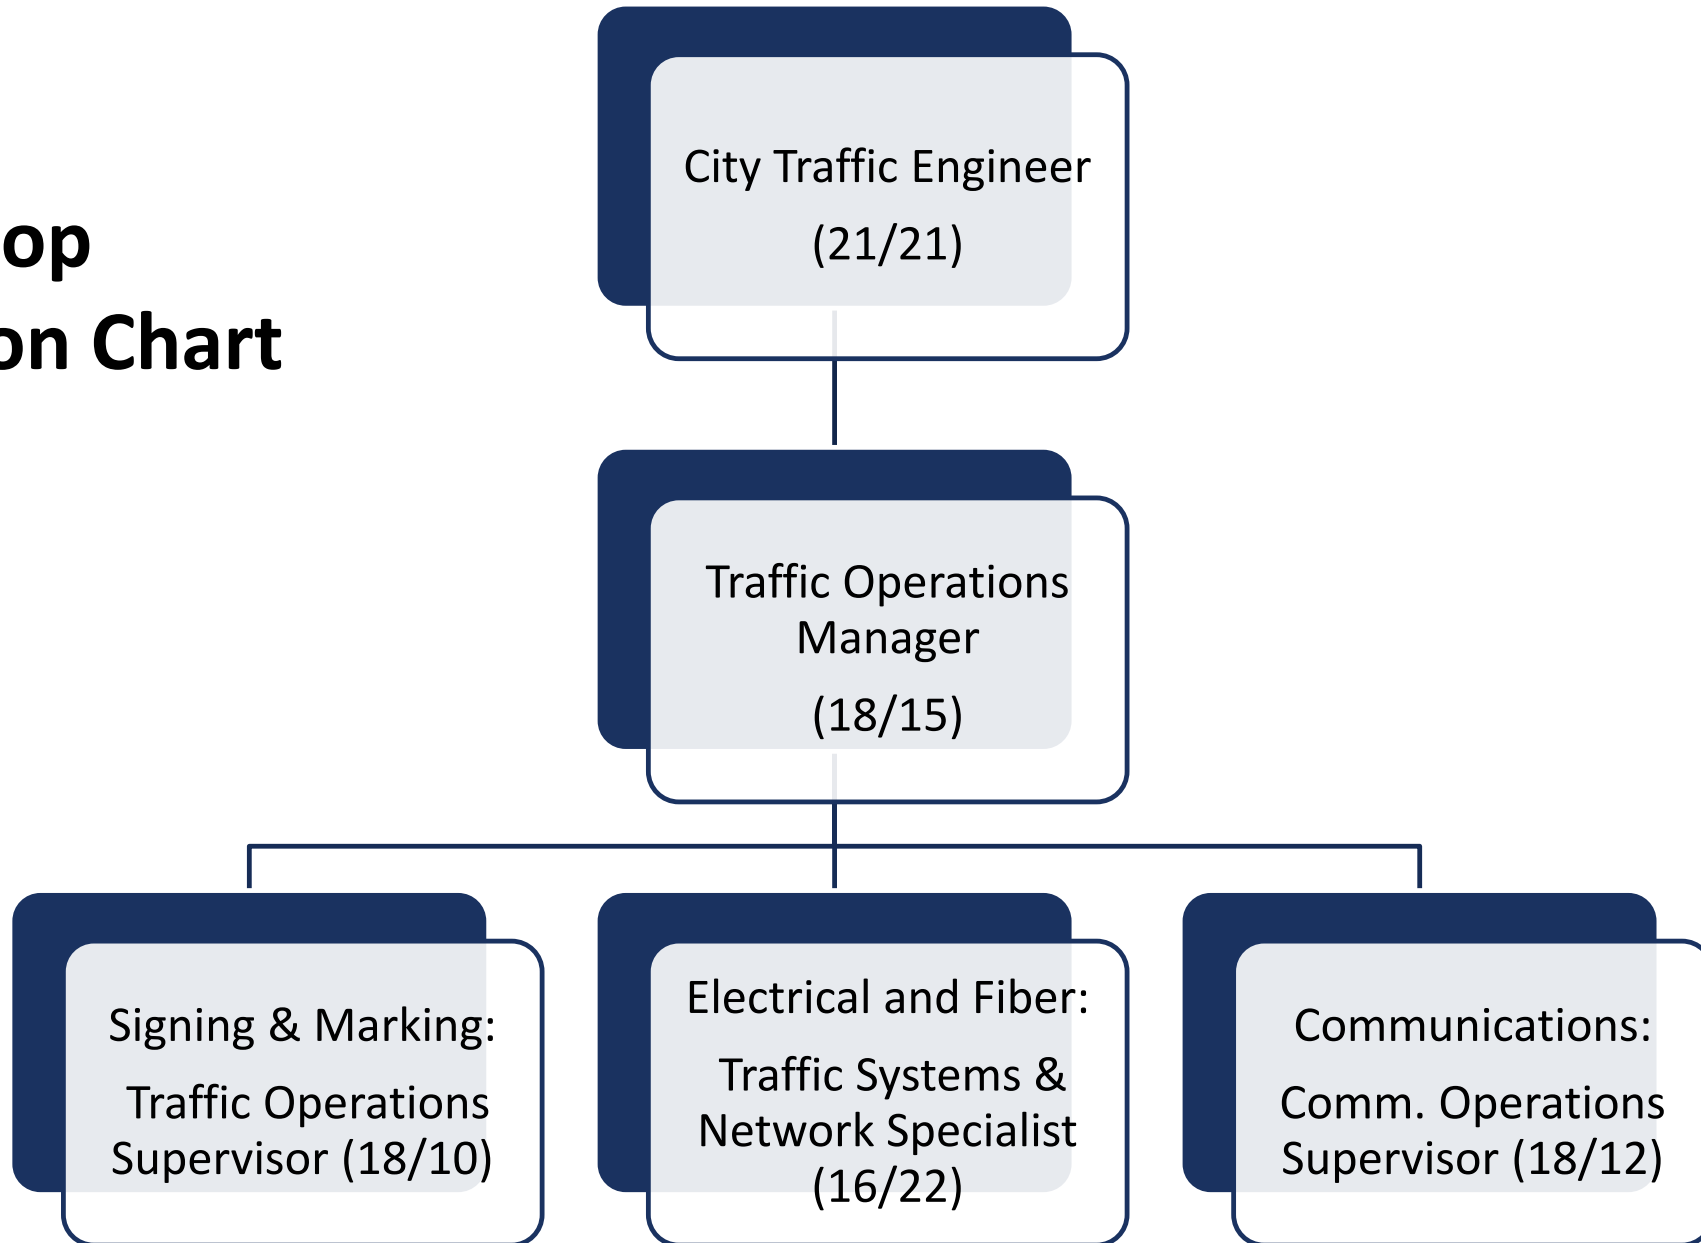 op
on Chart
City Traffic Engineer
(21/21)
Traffic Operations
Manager
(18/15)
Signing & Marking:
Traffic Operations
Supervisor (18/10)
Electrical and Fiber:
Traffic Systems &
Network Specialist
(16/22)
Communications:
Comm. Operations
Supervisor (18/12)